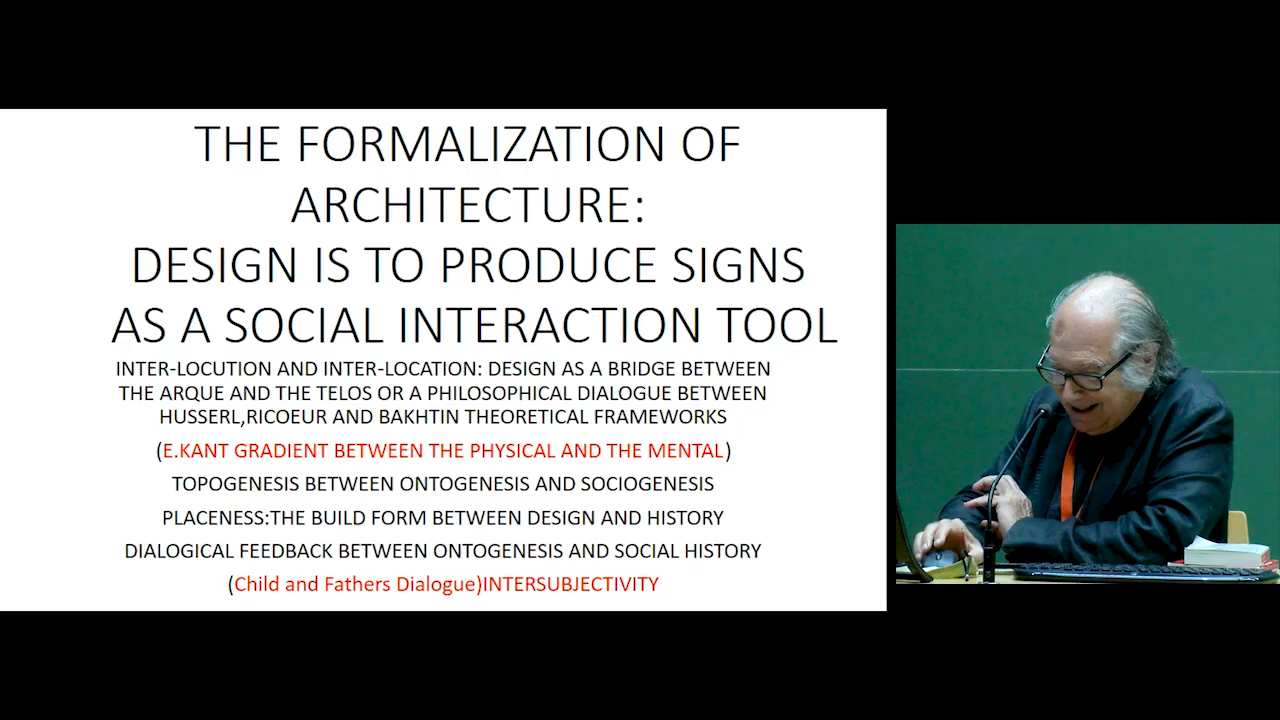 THE FORMALIZATION OF
ARCHITECTURE:
DESIGN IS TO PRODUCE SIGNS
AS A SOCIAL INTERACTION TOOL
INTER-LOCUTION AND INTER-LOCATION: DESIGN AS A BRIDGE BETWEEN
THE ARQUE AND THE TELOS OR A PHILOSOPHICAL DIALOGUE BETWEEN
HUSSERL,RICOEUR AND BAKHTIN THEORETICAL FRAMEWORKS
(E.KANT GRADIENT BETWEEN THE PHYSICAL AND THE MENTAL)
TOPOGENESIS BETWEEN ONTOGENESIS AND SOCIOGENESIS
PLACENESS:THE BUILD FORM BETWEEN DESIGN AND HISTORY
DIALOGICAL FEEDBACK BETWEEN ONTOGENESIS AND SOCIAL HISTORY
(Child and Fathers Dialogue)INTERSUBJECTIVITY